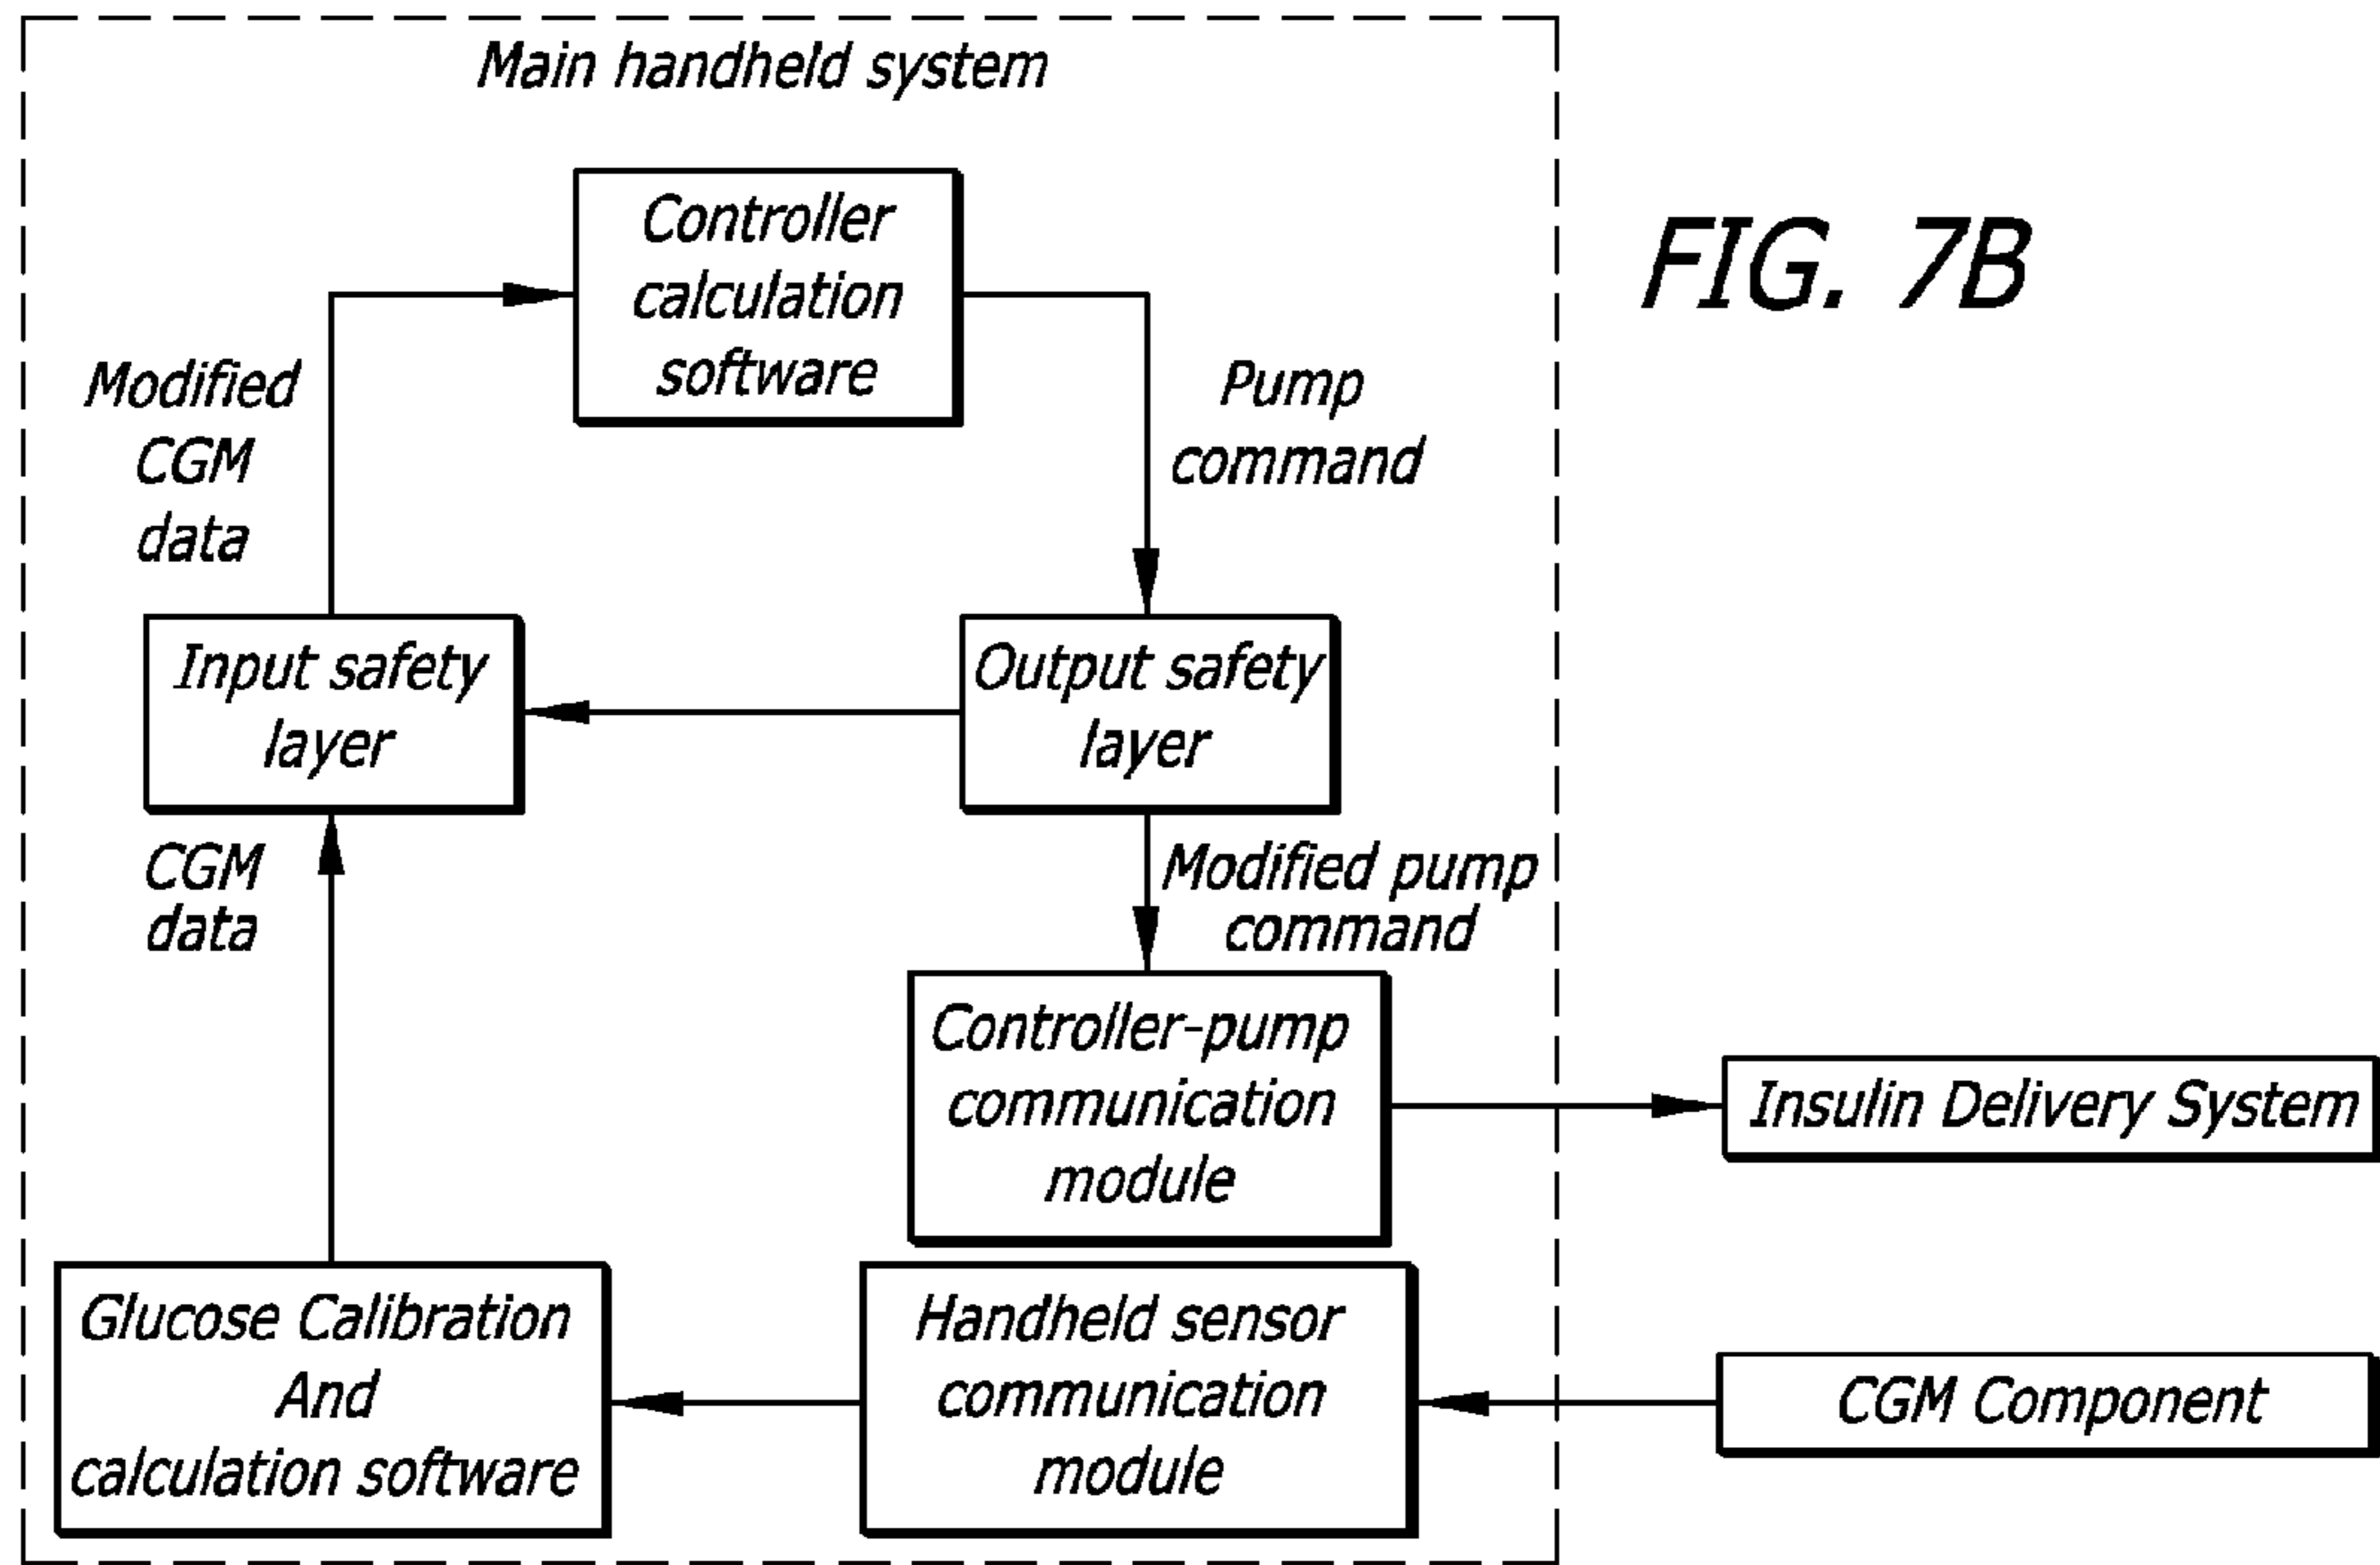 Main handheld system
Controller
calculation
software
FIG. 7B
Modified
CGM
data
Pump
command
Input safety
layer
Output safety
layer
CGM
data
Modified pump
command
Controller-pump
communication
module
Insulin Delivery System
Glucose Calibration
And
calculation software
Handheld sensor
communication
module
CGM Component